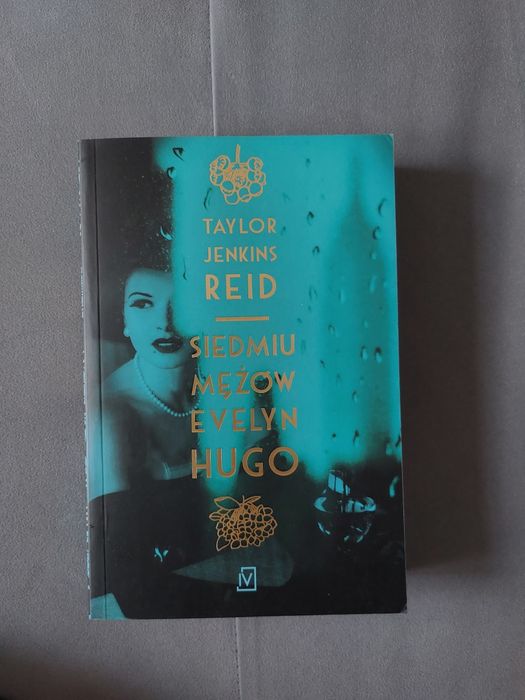 TAYLOR
JENKINS
REID
SIEDMIU
MĘŻÓW
EVELYN
HUGO